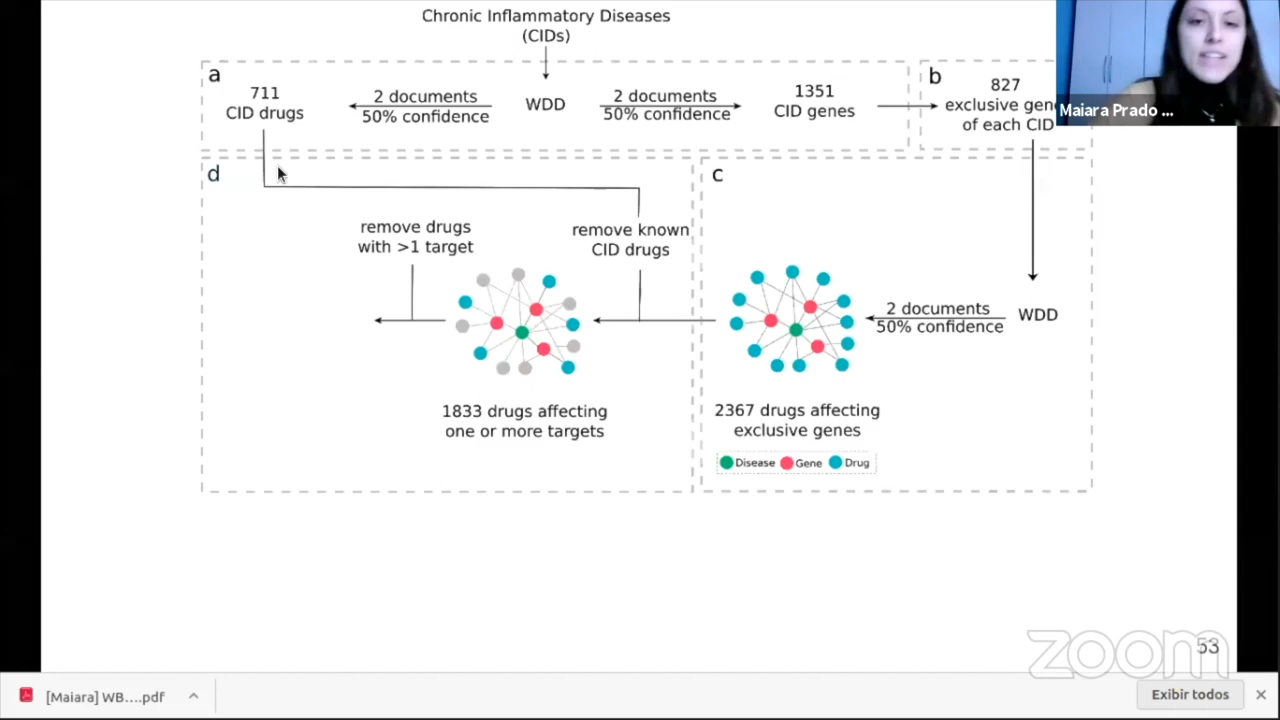 Chronic Inflammatory Diseases
(CIDs)
a
711
CID drugs
2 documents
50% confidence
WDD
2 documents
50% confidence
1351
CID genes
b
827
exclusive gen
of each CID
Maiara Prado ...
d
remove drugs
with >1 target
remove known
CID drugs
1833 drugs affecting
one or more targets
c
2 documents
50% confidence
WDD
2367 drugs affecting
exclusive genes
Disease Gene Drug
53
zoom
[Maiara] WB....pdf
Exibir todos